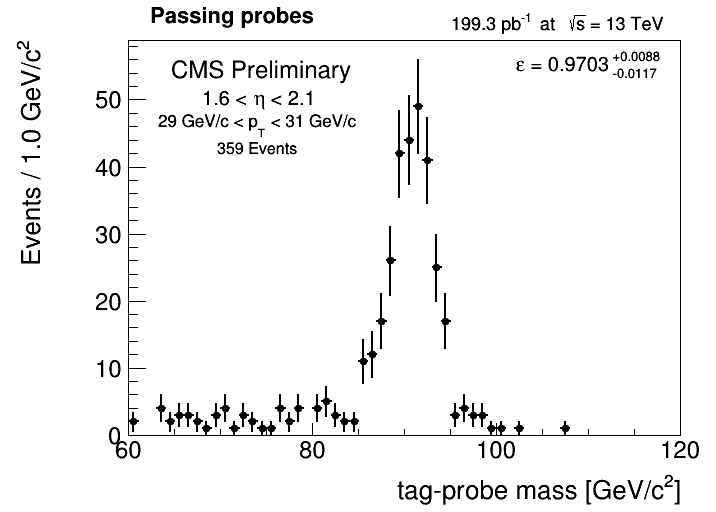 Passing probes
199.3 pb⁻¹ at √s = 13 TeV
CMS Preliminary
ε = 0.9703 +0.0088 -0.0117
1.6 < η < 2.1
29 GeV/c < p_T < 31 GeV/c
359 Events
Events / 1.0 GeV/c²
50
40
30
20
10
0
60 80 100 120
tag-probe mass [GeV/c²]